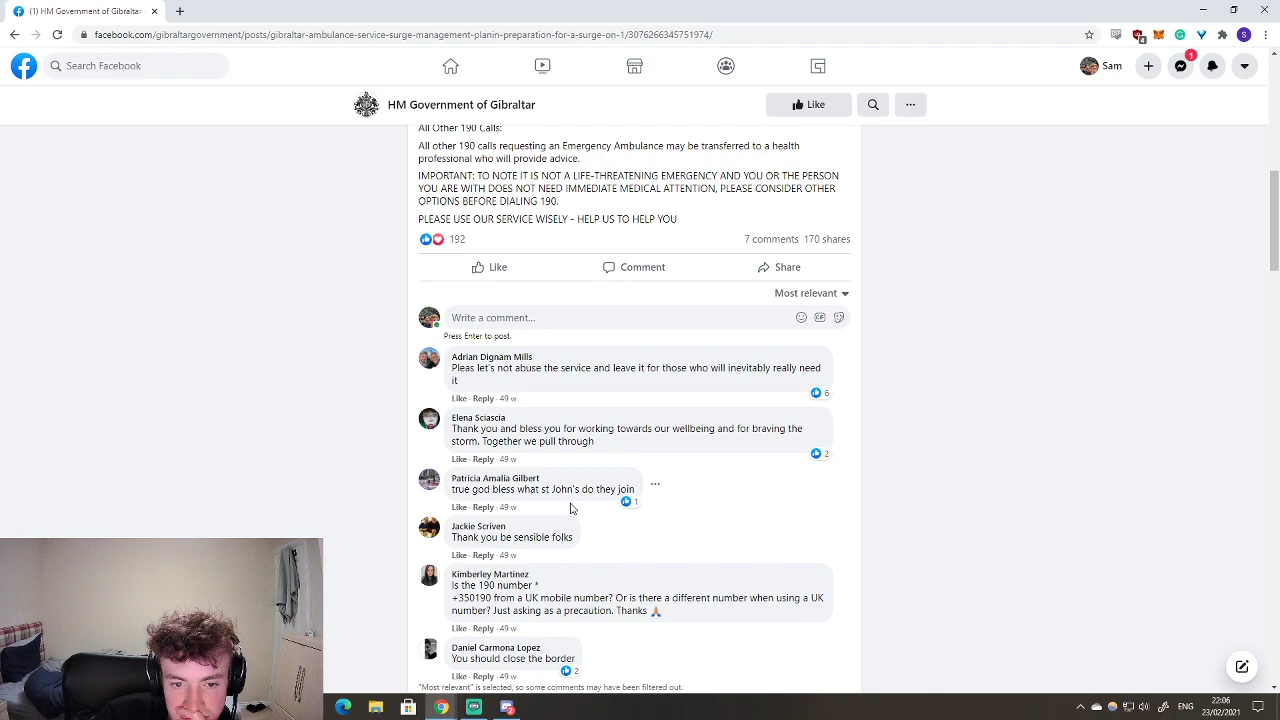 (1) HM Government of Gibraltar
facebook.com/gibraltargovernment/posts/gibraltar-ambulance-service-surge-management-planin-preparation-for-a-surge-on-1/3076266345751974/
4
S
Search Facebook
Sam
1
HM Government of Gibraltar
Like
All Other 190 Calls:
All other 190 calls requesting an Emergency Ambulance may be transferred to a health
professional who will provide advice.
IMPORTANT: TO NOTE IT IS NOT A LIFE-THREATENING EMERGENCY AND YOU OR THE PERSON
YOU ARE WITH DOES NOT NEED IMMEDIATE MEDICAL ATTENTION, PLEASE CONSIDER OTHER
OPTIONS BEFORE DIALING 190.
PLEASE USE OUR SERVICE WISELY - HELP US TO HELP YOU
192 7 comments 170 shares
Like Comment Share
Most relevant
Write a comment...
GIF
Press Enter to post.
Adrian Dignam Mills
Pleas let's not abuse the service and leave it for those who will inevitably really need
it
6
Like · Reply · 49 w
Elena Sciascia
Thank you and bless you for working towards our wellbeing and for braving the
storm. Together we pull through
2
Like · Reply · 49 w
Patricia Amalia Gilbert
true god bless what st John's do they join
1
Like · Reply · 49 w
Jackie Scriven
Thank you be sensible folks
Like · Reply · 49 w
Kimberley Martinez
Is the 190 number *
+350190 from a UK mobile number? Or is there a different number when using a UK
number? Just asking as a precaution. Thanks 🙏
Like · Reply · 49 w
Daniel Carmona Lopez
You should close the border
2
Like · Reply · 49 w
"Most relevant" is selected, so some comments may have been filtered out.
ENG
22:06
23/02/2021